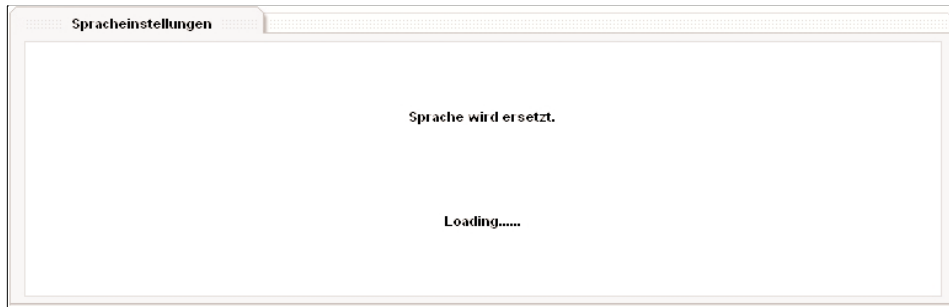 Spracheinstellungen
Sprache wird ersetzt.
Loading......